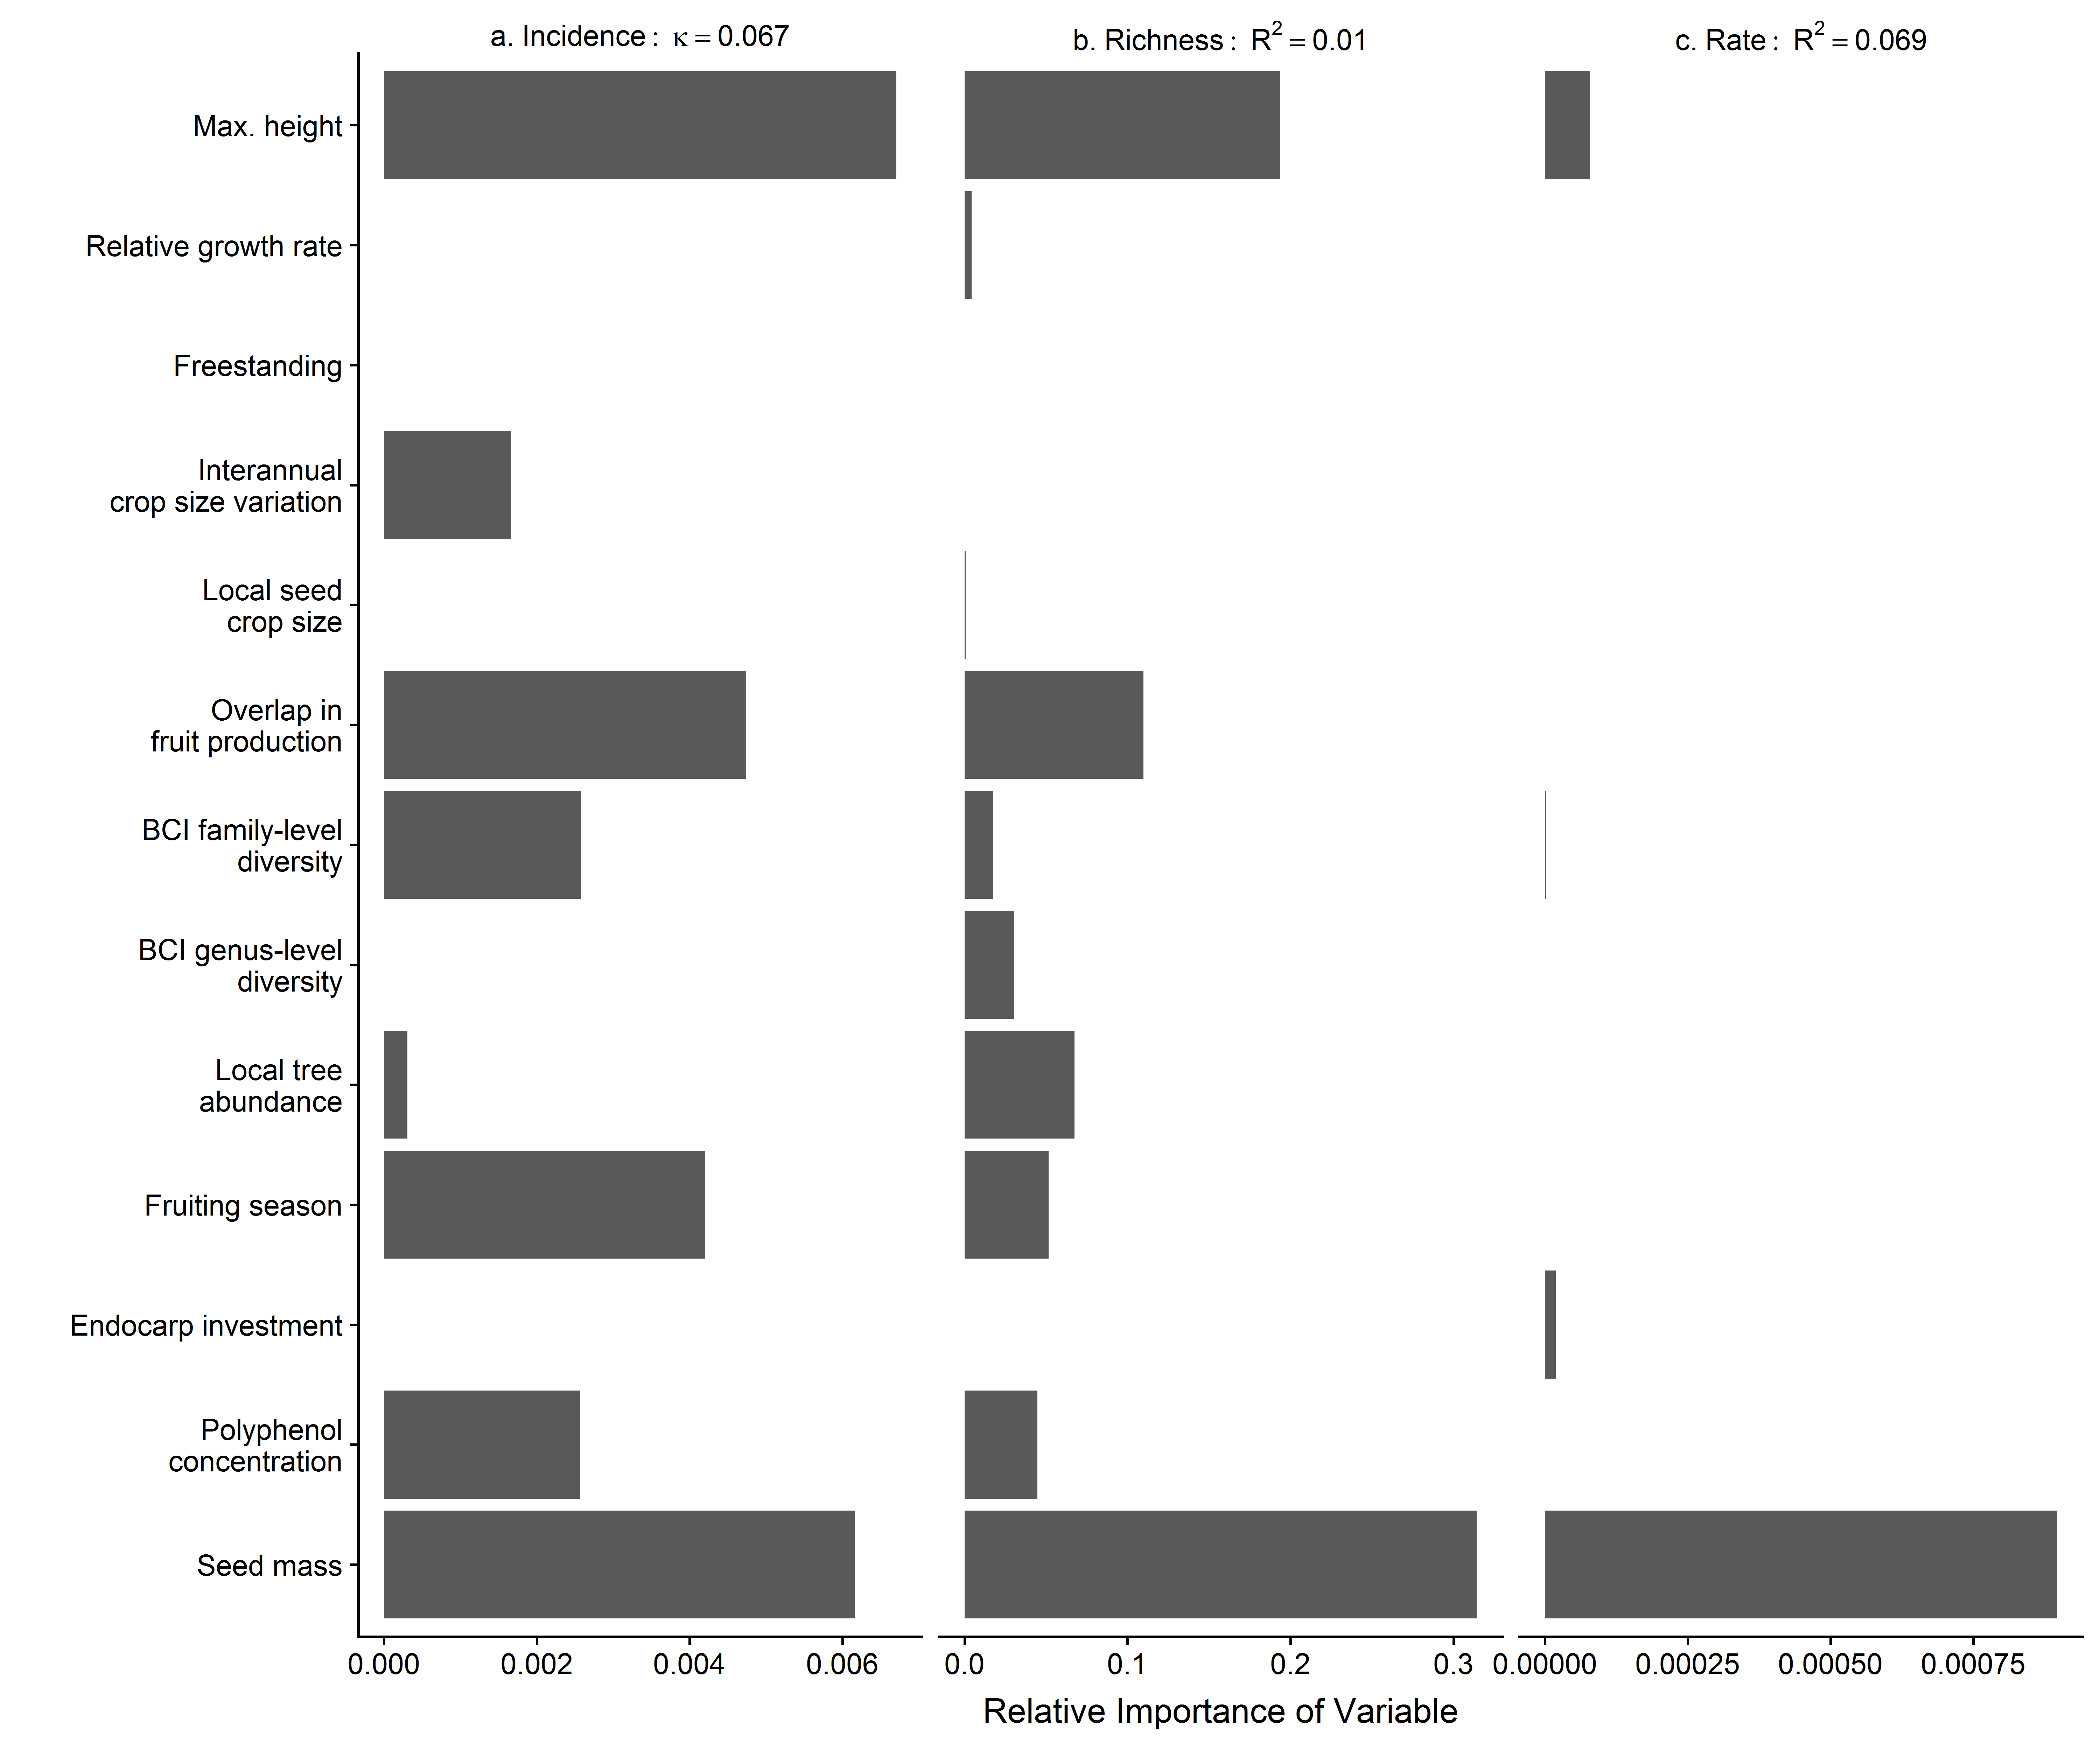 a. Incidence: κ = 0.067
b. Richness: R² = 0.01
c. Rate: R² = 0.069
Max. height
Relative growth rate
Freestanding
Interannual
crop size variation
Local seed
crop size
Overlap in
fruit production
BCI family-level
diversity
BCI genus-level
diversity
Local tree
abundance
Fruiting season
Endocarp investment
Polyphenol
concentration
Seed mass
0.000 0.002 0.004 0.006 0.0 0.1 0.2 0.3 0.00000 0.00025 0.00050 0.00075
Relative Importance of Variable